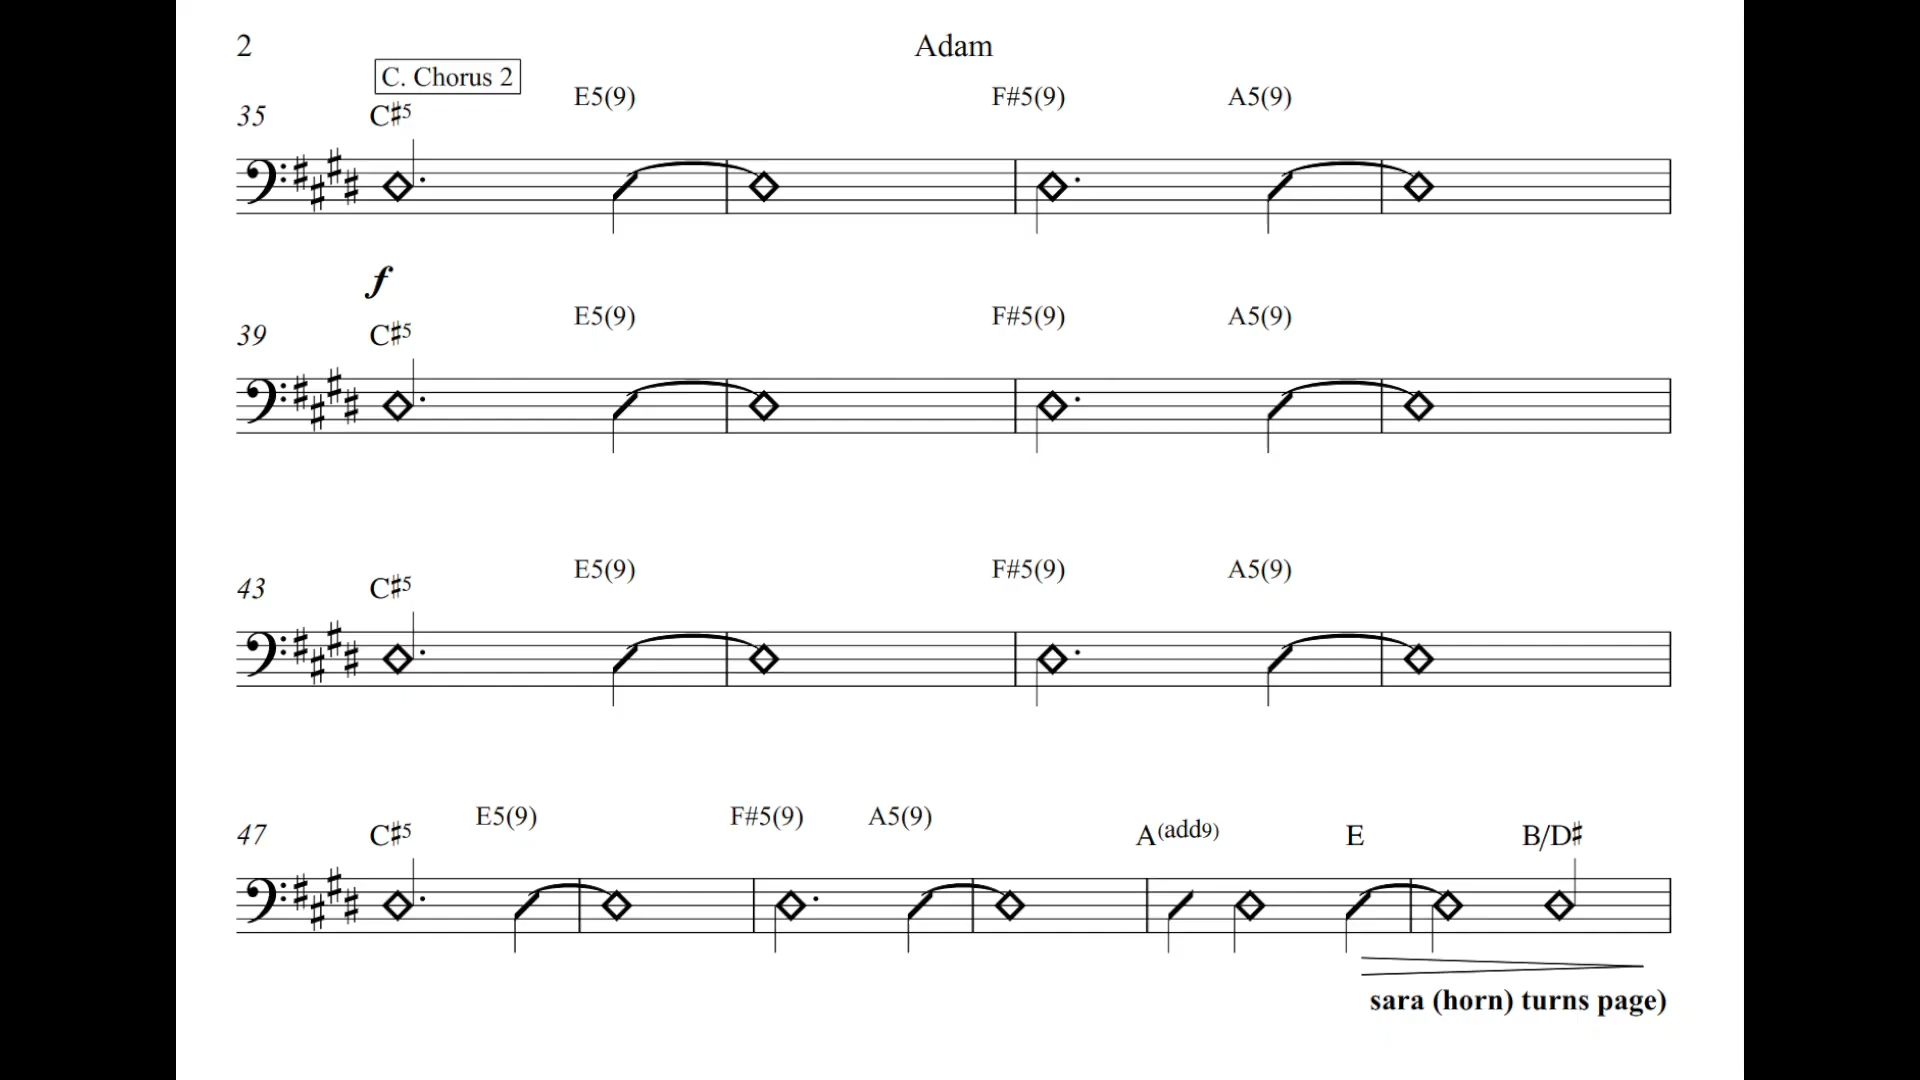 2 Adam
C. Chorus 2
35 C♯5 E5(9) F#5(9) A5(9)
f
39 C♯5 E5(9) F#5(9) A5(9)
43 C♯5 E5(9) F#5(9) A5(9)
47 C♯5 E5(9) F#5(9) A5(9) A(add9) E B/D♯
sara (horn) turns page)